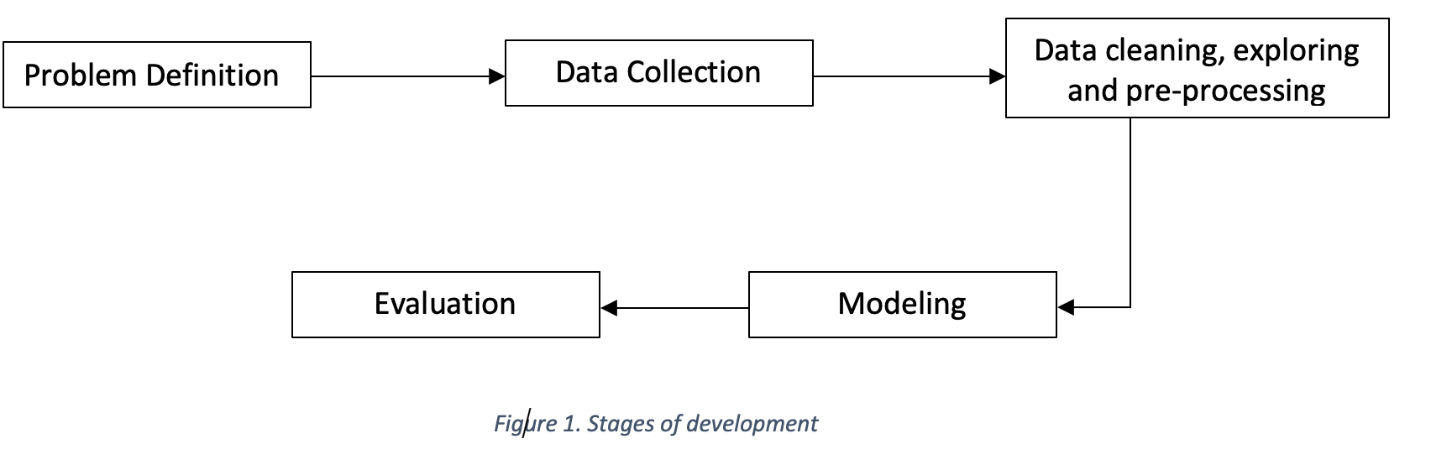 Problem Definition
Data Collection
Data cleaning, exploring
and pre-processing
Modeling
Evaluation
Figure 1. Stages of development